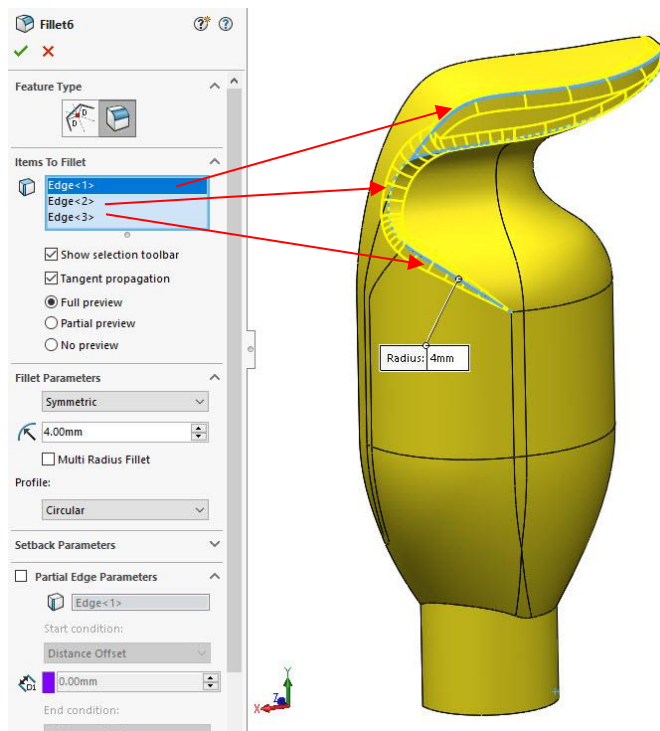 Fillet6
Feature Type
Items To Fillet
Edge<1>
Edge<2>
Edge<3>
Show selection toolbar
Tangent propagation
Full preview
Partial preview
No preview
Fillet Parameters
Symmetric
4.00mm
Multi Radius Fillet
Profile:
Circular
Setback Parameters
Partial Edge Parameters
Edge<1>
Start condition:
Distance Offset
0.00mm
End condition:
Radius: 4mm
Y
Z
X